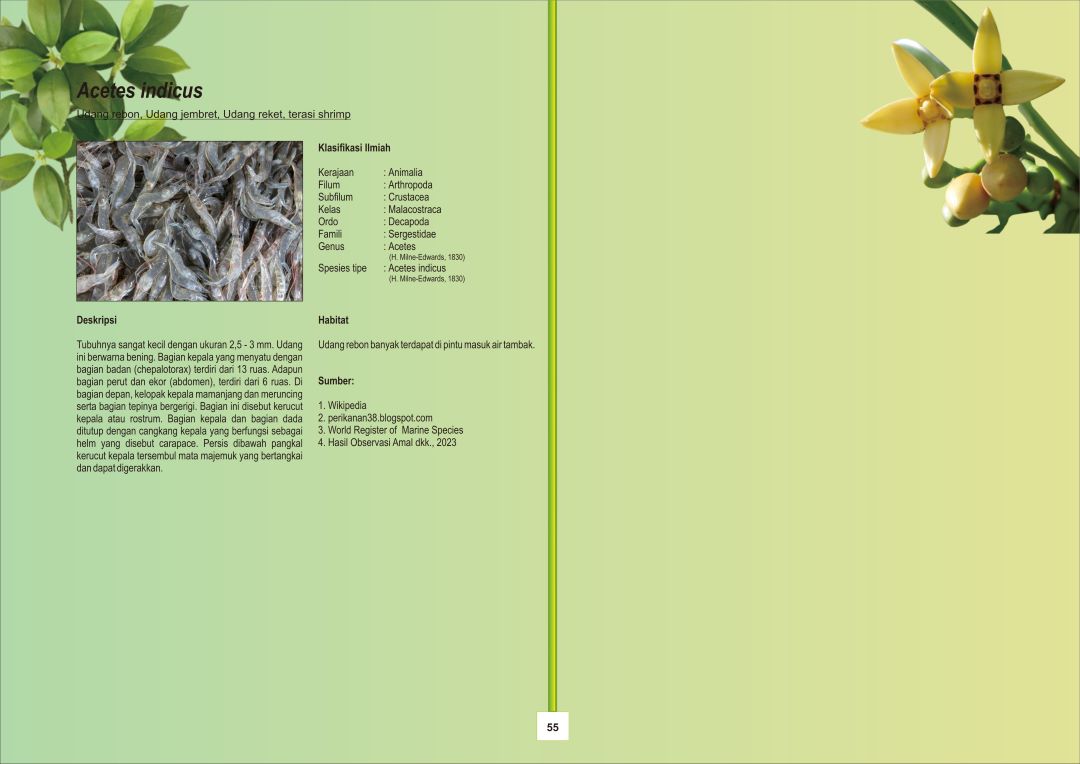 Acetes indicus
Udang rebon, Udang jembret, Udang reket, terasi shrimp
Klasifikasi Ilmiah
Kerajaan : Animalia
Filum : Arthropoda
Subfilum : Crustacea
Kelas : Malacostraca
Ordo : Decapoda
Famili : Sergestidae
Genus : Acetes
(H. Milne-Edwards, 1830)
Spesies tipe : Acetes indicus
(H. Milne-Edwards, 1830)
Deskripsi
Tubuhnya sangat kecil dengan ukuran 2,5 - 3 mm. Udang
ini berwarna bening. Bagian kepala yang menyatu dengan
bagian badan (chepalotorax) terdiri dari 13 ruas. Adapun
bagian perut dan ekor (abdomen), terdiri dari 6 ruas. Di
bagian depan, kelopak kepala mamanjang dan meruncing
serta bagian tepinya bergerigi. Bagian ini disebut kerucut
kepala atau rostrum. Bagian kepala dan bagian dada
ditutup dengan cangkang kepala yang berfungsi sebagai
helm yang disebut carapace. Persis dibawah pangkal
kerucut kepala tersembul mata majemuk yang bertangkai
dan dapat digerakkan.
Habitat
Udang rebon banyak terdapat di pintu masuk air tambak.
Sumber:
1. Wikipedia
2. perikanan38.blogspot.com
3. World Register of Marine Species
4. Hasil Observasi Amal dkk., 2023
55